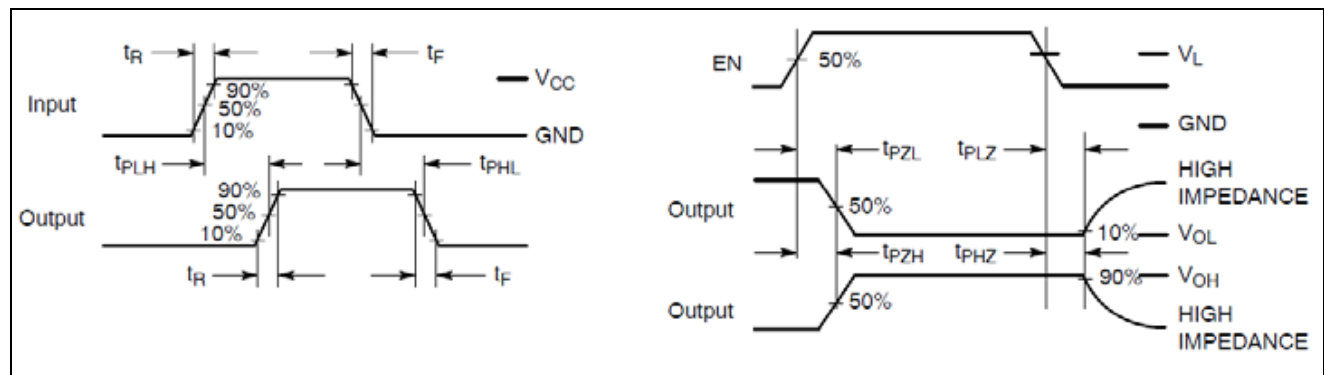 tR
tF
VCC
90%
Input
50%
10%
GND
tPLH
tPHL
90%
Output
50%
10%
tR
tF
EN
50%
VL
GND
tPZL
tPLZ
HIGH
IMPEDANCE
Output
50%
10%
VOL
tPZH
tPHZ
90%
VOH
Output
50%
HIGH
IMPEDANCE